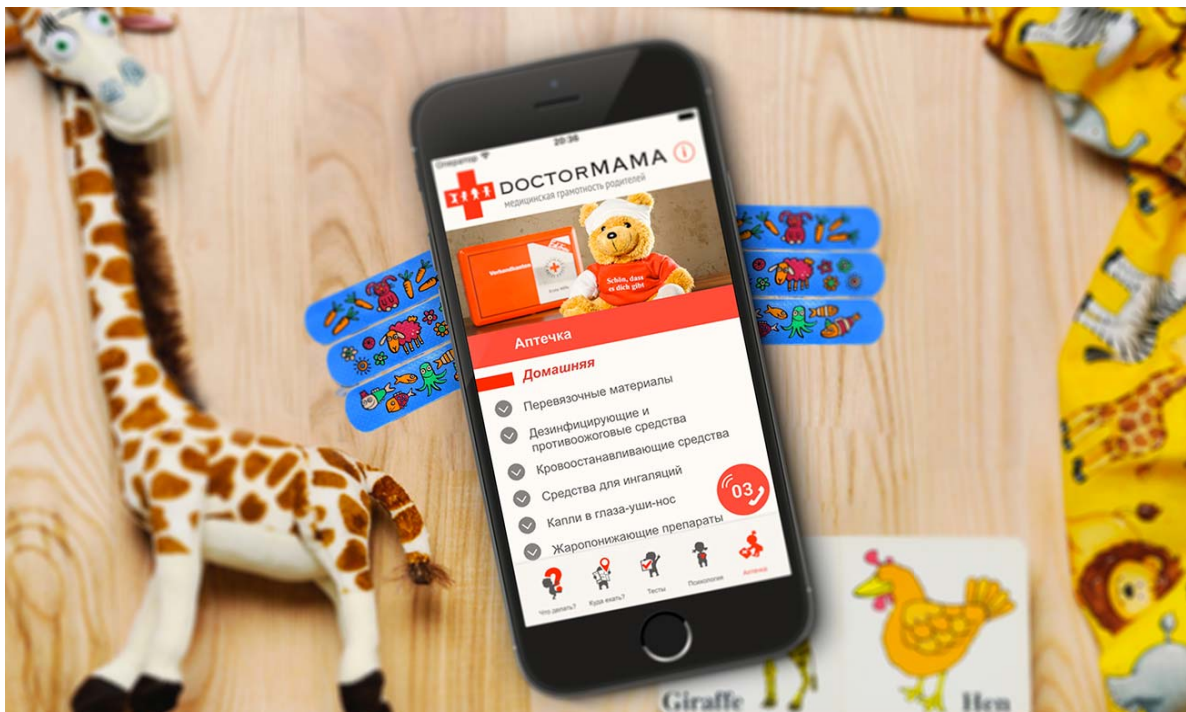 Оператор 20:36
DOCTORMAMA
медицинская грамотность родителей
Verbandkasten
Schön, dass
es dich gibt
Аптечка
Домашняя
Перевязочные материалы
Дезинфицирующие и
противоожоговые средства
Кровоостанавливающие средства
Средства для ингаляций
03
Капли в глаза-уши-нос
Жаропонижающие препараты
Что делать? Куда ехать? Тесты Психология Аптечка
Giraffe Hen